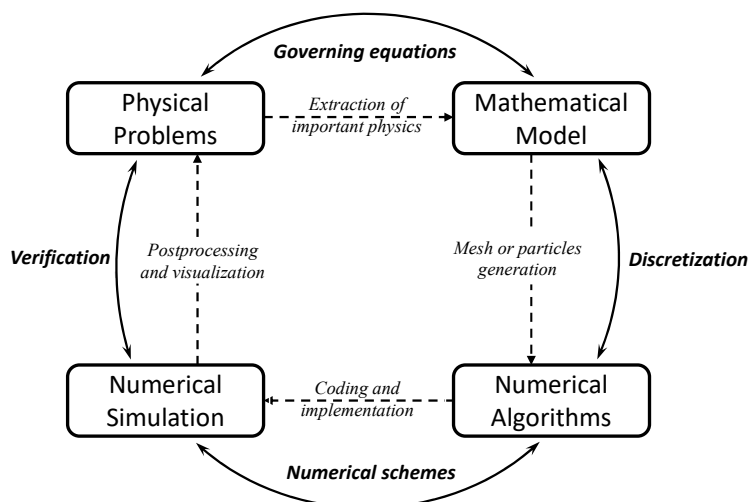 Governing equations
Physical
Problems
Extraction of
important physics
Mathematical
Model
Verification
Postprocessing
and visualization
Mesh or particles
generation
Discretization
Numerical
Simulation
Coding and
implementation
Numerical
Algorithms
Numerical schemes